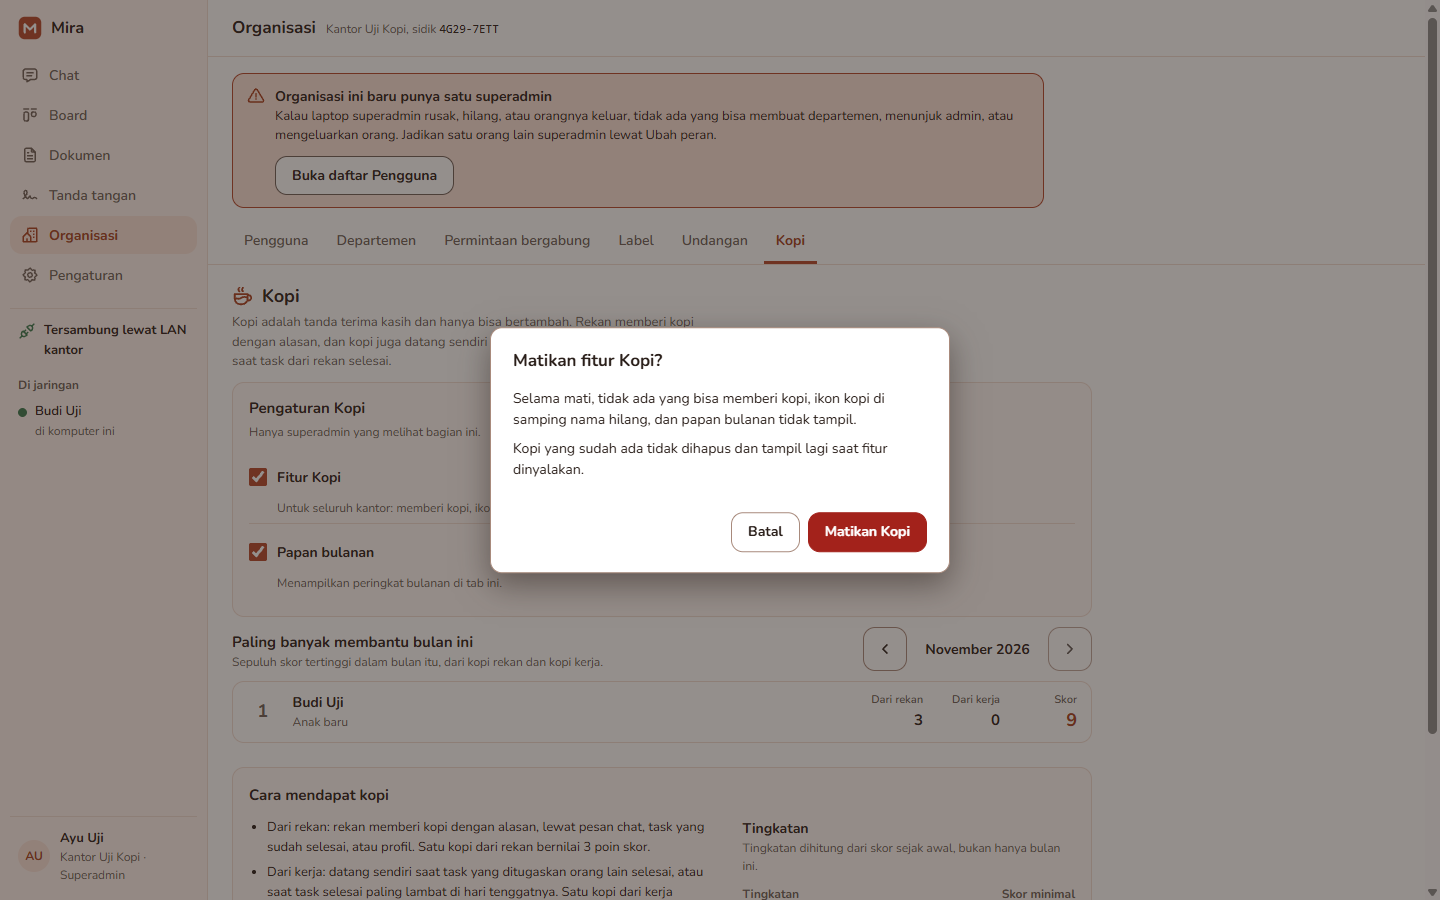 Mira
Chat
Board
Dokumen
Tanda tangan
Organisasi
Pengaturan
Tersambung lewat LAN
kantor
Di jaringan
Budi Uji
di komputer ini
AU
Ayu Uji
Kantor Uji Kopi ·
Superadmin
Organisasi
Kantor Uji Kopi, sidik 4G29-7ETT
Organisasi ini baru punya satu superadmin
Kalau laptop superadmin rusak, hilang, atau orangnya keluar, tidak ada yang bisa membuat departemen, menunjuk admin, atau
mengeluarkan orang. Jadikan satu orang lain superadmin lewat Ubah peran.
Buka daftar Pengguna
Pengguna
Departemen
Permintaan bergabung
Label
Undangan
Kopi
Kopi
Kopi adalah tanda terima kasih dan hanya bisa bertambah. Rekan memberi kopi
dengan alasan, dan kopi juga datang sendiri
saat task dari rekan selesai.
Pengaturan Kopi
Hanya superadmin yang melihat bagian ini.
Fitur Kopi
Untuk seluruh kantor: memberi kopi, iko
Papan bulanan
Menampilkan peringkat bulanan di tab ini.
Matikan fitur Kopi?
Selama mati, tidak ada yang bisa memberi kopi, ikon kopi di
samping nama hilang, dan papan bulanan tidak tampil.
Kopi yang sudah ada tidak dihapus dan tampil lagi saat fitur
dinyalakan.
Batal
Matikan Kopi
Paling banyak membantu bulan ini
Sepuluh skor tertinggi dalam bulan itu, dari kopi rekan dan kopi kerja.
November 2026
1
Budi Uji
Anak baru
Dari rekan
3
Dari kerja
0
Skor
9
Cara mendapat kopi
Dari rekan: rekan memberi kopi dengan alasan, lewat pesan chat, task yang
sudah selesai, atau profil. Satu kopi dari rekan bernilai 3 poin skor.
Dari kerja: datang sendiri saat task yang ditugaskan orang lain selesai, atau
saat task selesai paling lambat di hari tenggatnya. Satu kopi dari kerja
Tingkatan
Tingkatan dihitung dari skor sejak awal, bukan hanya bulan
ini.
Tingkatan
Skor minimal